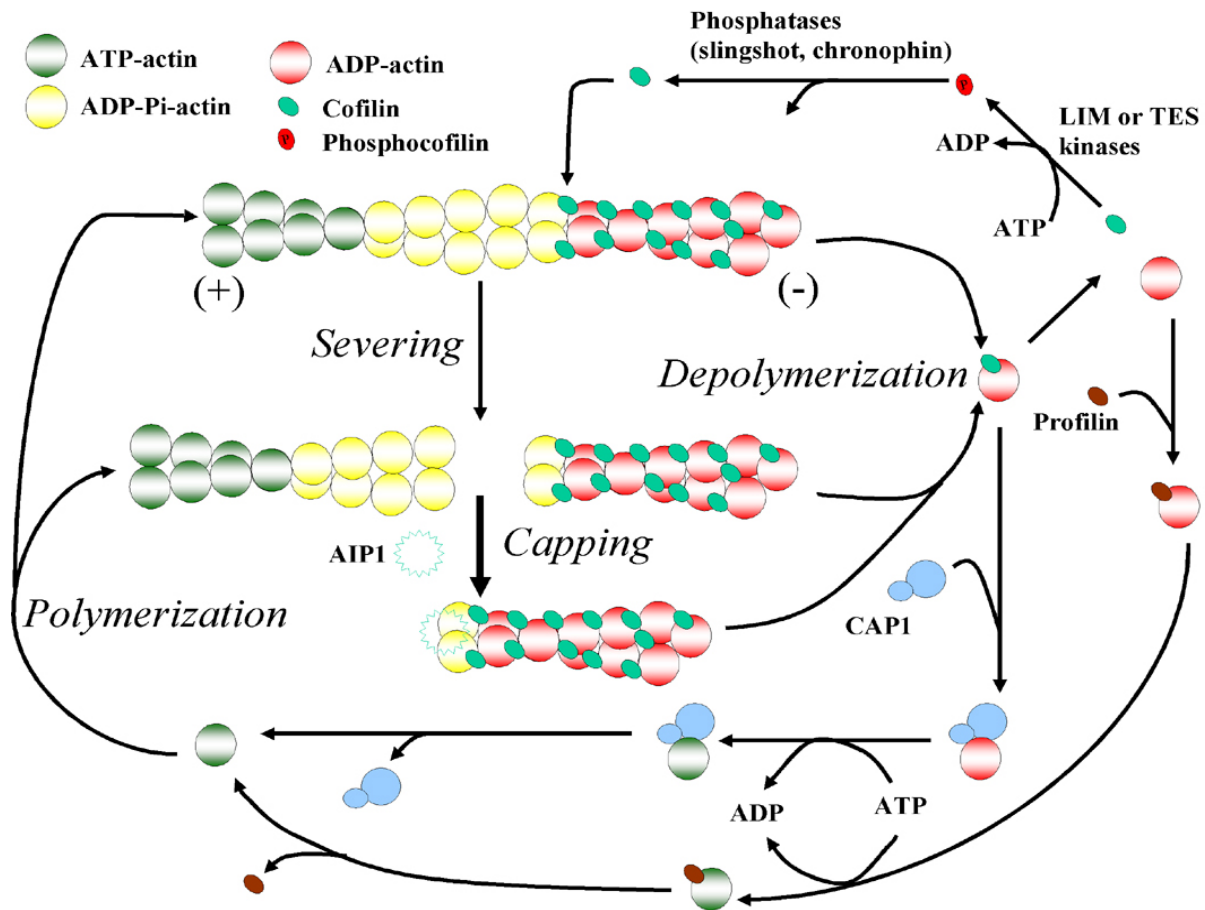 ATP-actin
ADP-Pi-actin
ADP-actin
Cofilin
P
Phosphocofilin
Phosphatases
(slingshot, chronophin)
P
LIM or TES
kinases
ADP
ATP
(+)
(-)
Severing
Depolymerization
Profilin
AIP1
Capping
Polymerization
CAP1
ADP
ATP